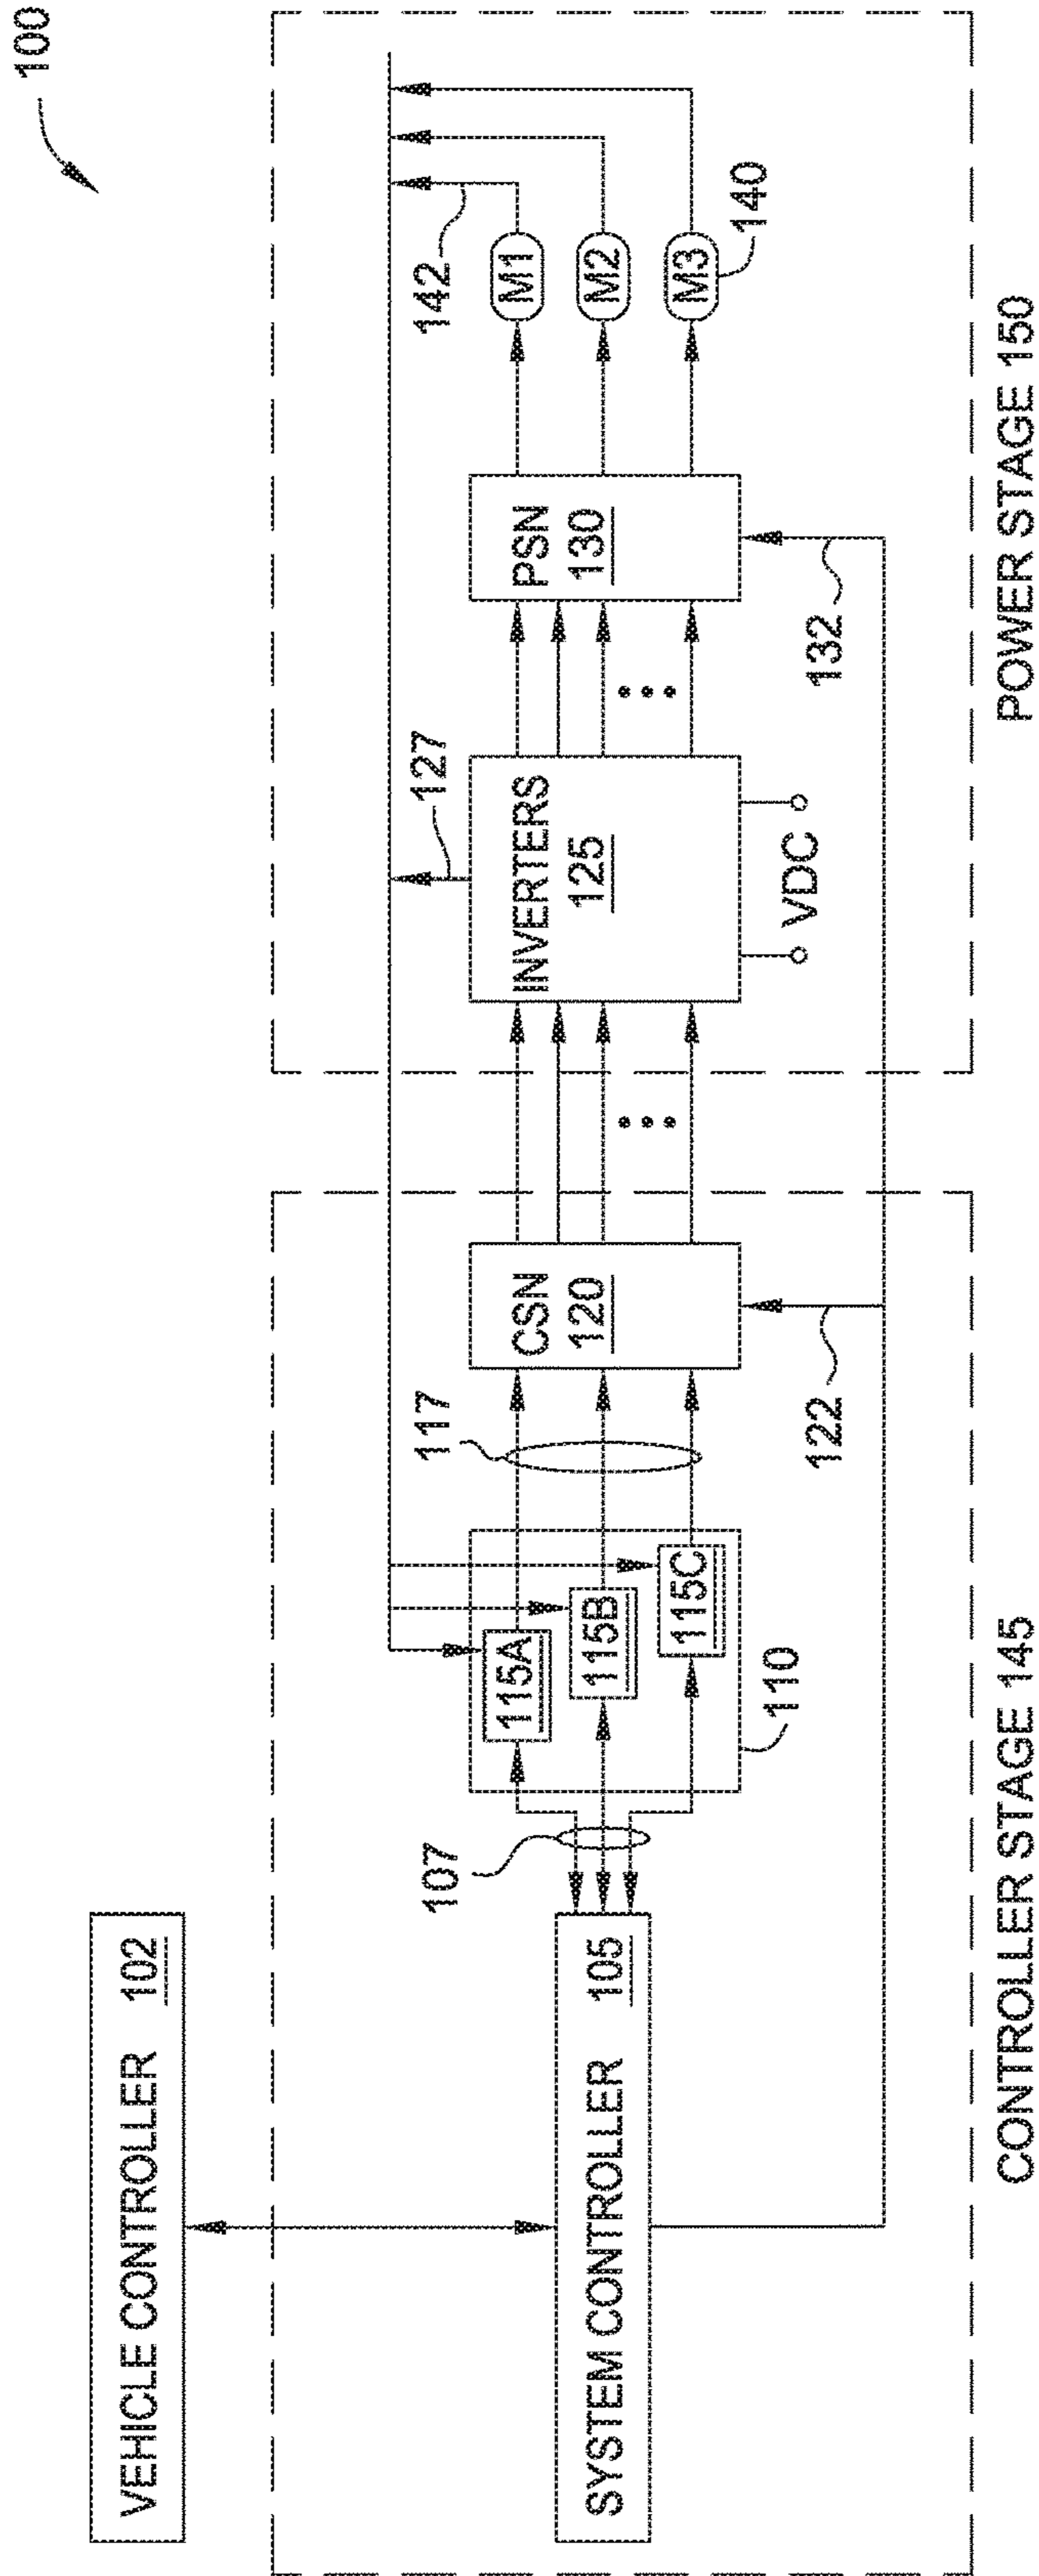 100
VEHICLE CONTROLLER 102
SYSTEM CONTROLLER 105
107
110
115A
115B
115C
117
CSN
120
122
127
INVERTERS
125
VDC
PSN
130
132
142
M1
M2
M3
140
CONTROLLER STAGE 145
POWER STAGE 150